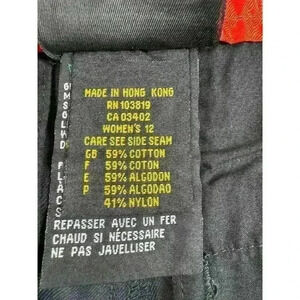 MADE IN HONG KONG
RN 103819
CA 03402
WOMEN'S 12
CARE SEE SIDE SEAM
GB 59% COTTON
F 59% COTON
E 59% ALGODON
P 59% ALGODAO
41% NYLON
REPASSER AVEC UN FER
CHAUD SI NÉCESSAIRE
NE PAS JAVELLISER